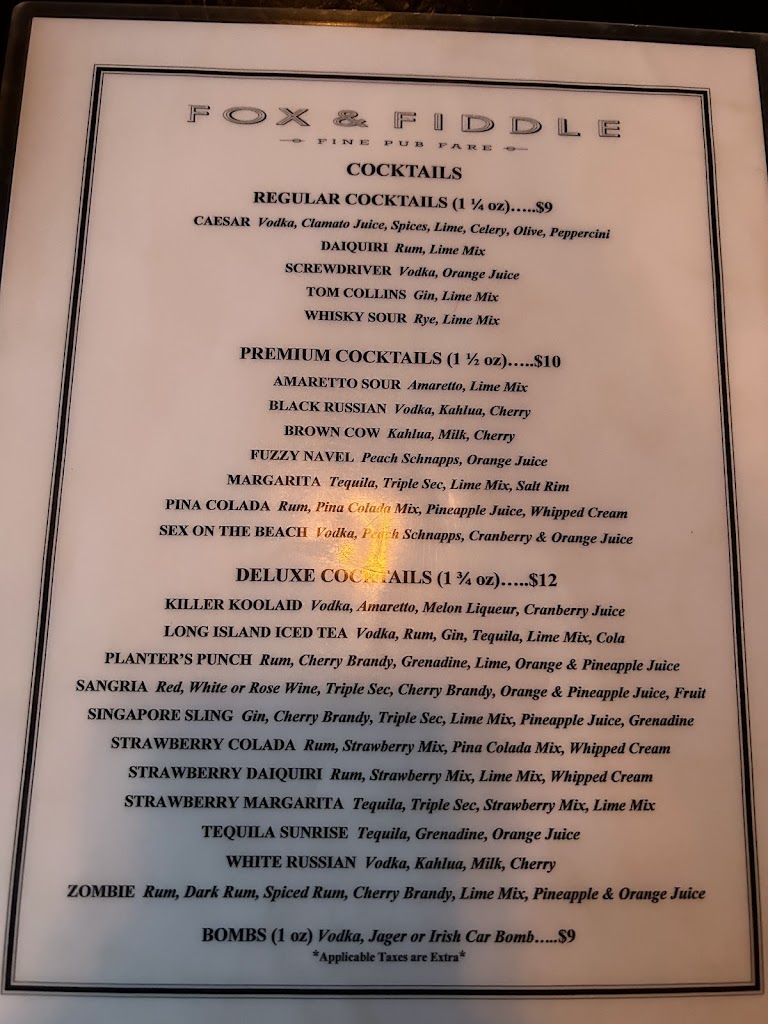 FOX & FIDDLE
FINE PUB FARE
COCKTAILS
REGULAR COCKTAILS (1 ¼ oz)…..$9
CAESAR Vodka, Clamato Juice, Spices, Lime, Celery, Olive, Peppercini
DAIQUIRI Rum, Lime Mix
SCREWDRIVER Vodka, Orange Juice
TOM COLLINS Gin, Lime Mix
WHISKY SOUR Rye, Lime Mix
PREMIUM COCKTAILS (1 ½ oz)…..$10
AMARETTO SOUR Amaretto, Lime Mix
BLACK RUSSIAN Vodka, Kahlua, Cherry
BROWN COW Kahlua, Milk, Cherry
FUZZY NAVEL Peach Schnapps, Orange Juice
MARGARITA Tequila, Triple Sec, Lime Mix, Salt Rim
PINA COLADA Rum, Pina Colada Mix, Pineapple Juice, Whipped Cream
SEX ON THE BEACH Vodka, Peach Schnapps, Cranberry & Orange Juice
DELUXE COCKTAILS (1 ¾ oz)…..$12
KILLER KOOLAID Vodka, Amaretto, Melon Liqueur, Cranberry Juice
LONG ISLAND ICED TEA Vodka, Rum, Gin, Tequila, Lime Mix, Cola
PLANTER'S PUNCH Rum, Cherry Brandy, Grenadine, Lime, Orange & Pineapple Juice
SANGRIA Red, White or Rose Wine, Triple Sec, Cherry Brandy, Orange & Pineapple Juice, Fruit
SINGAPORE SLING Gin, Cherry Brandy, Triple Sec, Lime Mix, Pineapple Juice, Grenadine
STRAWBERRY COLADA Rum, Strawberry Mix, Pina Colada Mix, Whipped Cream
STRAWBERRY DAIQUIRI Rum, Strawberry Mix, Lime Mix, Whipped Cream
STRAWBERRY MARGARITA Tequila, Triple Sec, Strawberry Mix, Lime Mix
TEQUILA SUNRISE Tequila, Grenadine, Orange Juice
WHITE RUSSIAN Vodka, Kahlua, Milk, Cherry
ZOMBIE Rum, Dark Rum, Spiced Rum, Cherry Brandy, Lime Mix, Pineapple & Orange Juice
BOMBS (1 oz) Vodka, Jager or Irish Car Bomb…..$9
*Applicable Taxes are Extra*